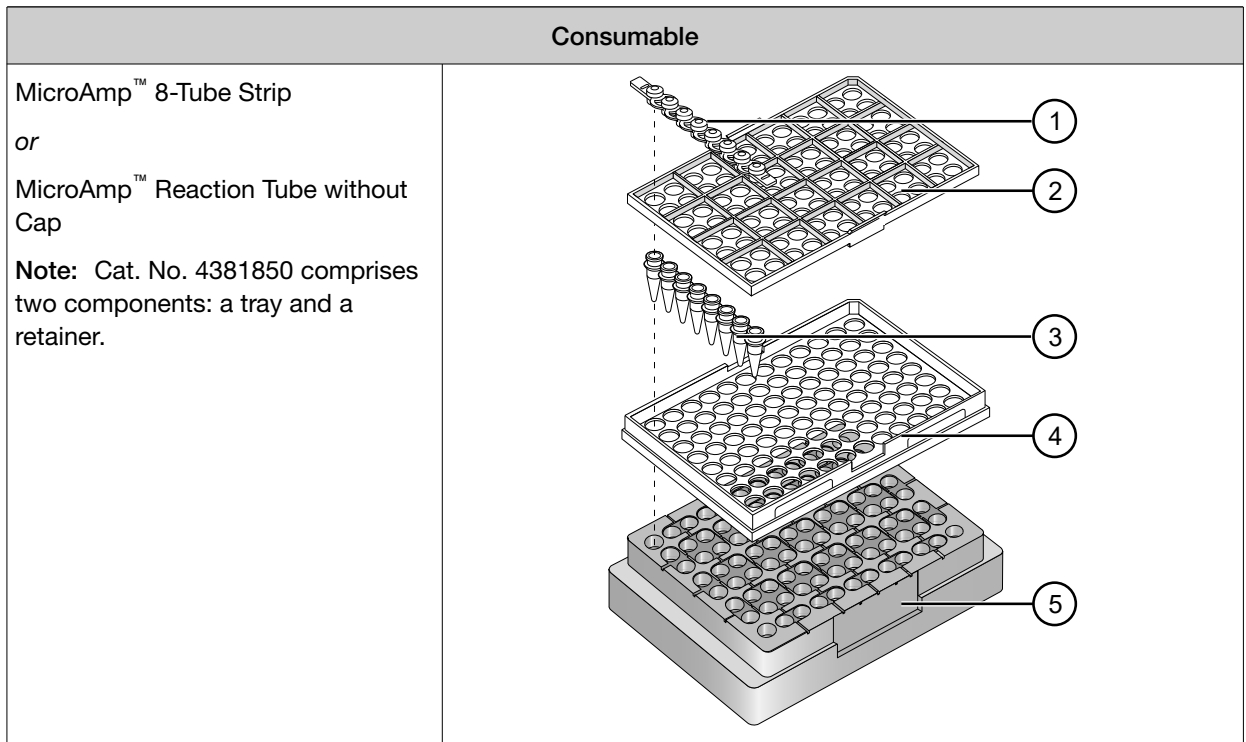 Consumable
MicroAmp™ 8-Tube Strip
or
MicroAmp™ Reaction Tube without
Cap
Note: Cat. No. 4381850 comprises
two components: a tray and a
retainer.
1
2
3
4
5